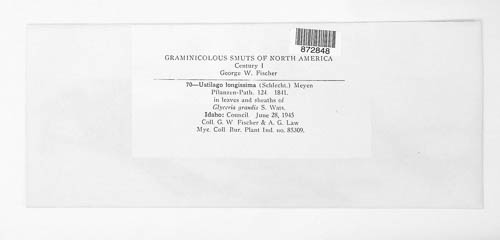 872848
GRAMINICOLOUS SMUTS OF NORTH AMERICA
Century I
George W. Fischer
70—Ustilago longissima (Schlecht.) Meyen
Pflanzen-Path. 124 1841.
in leaves and sheaths of
Glyceria grandis S. Wats.
Idaho: Council June 28, 1945
Coll. G. W Fischer & A. G. Law
Myc. Coll Bur. Plant Ind. no. 85309.